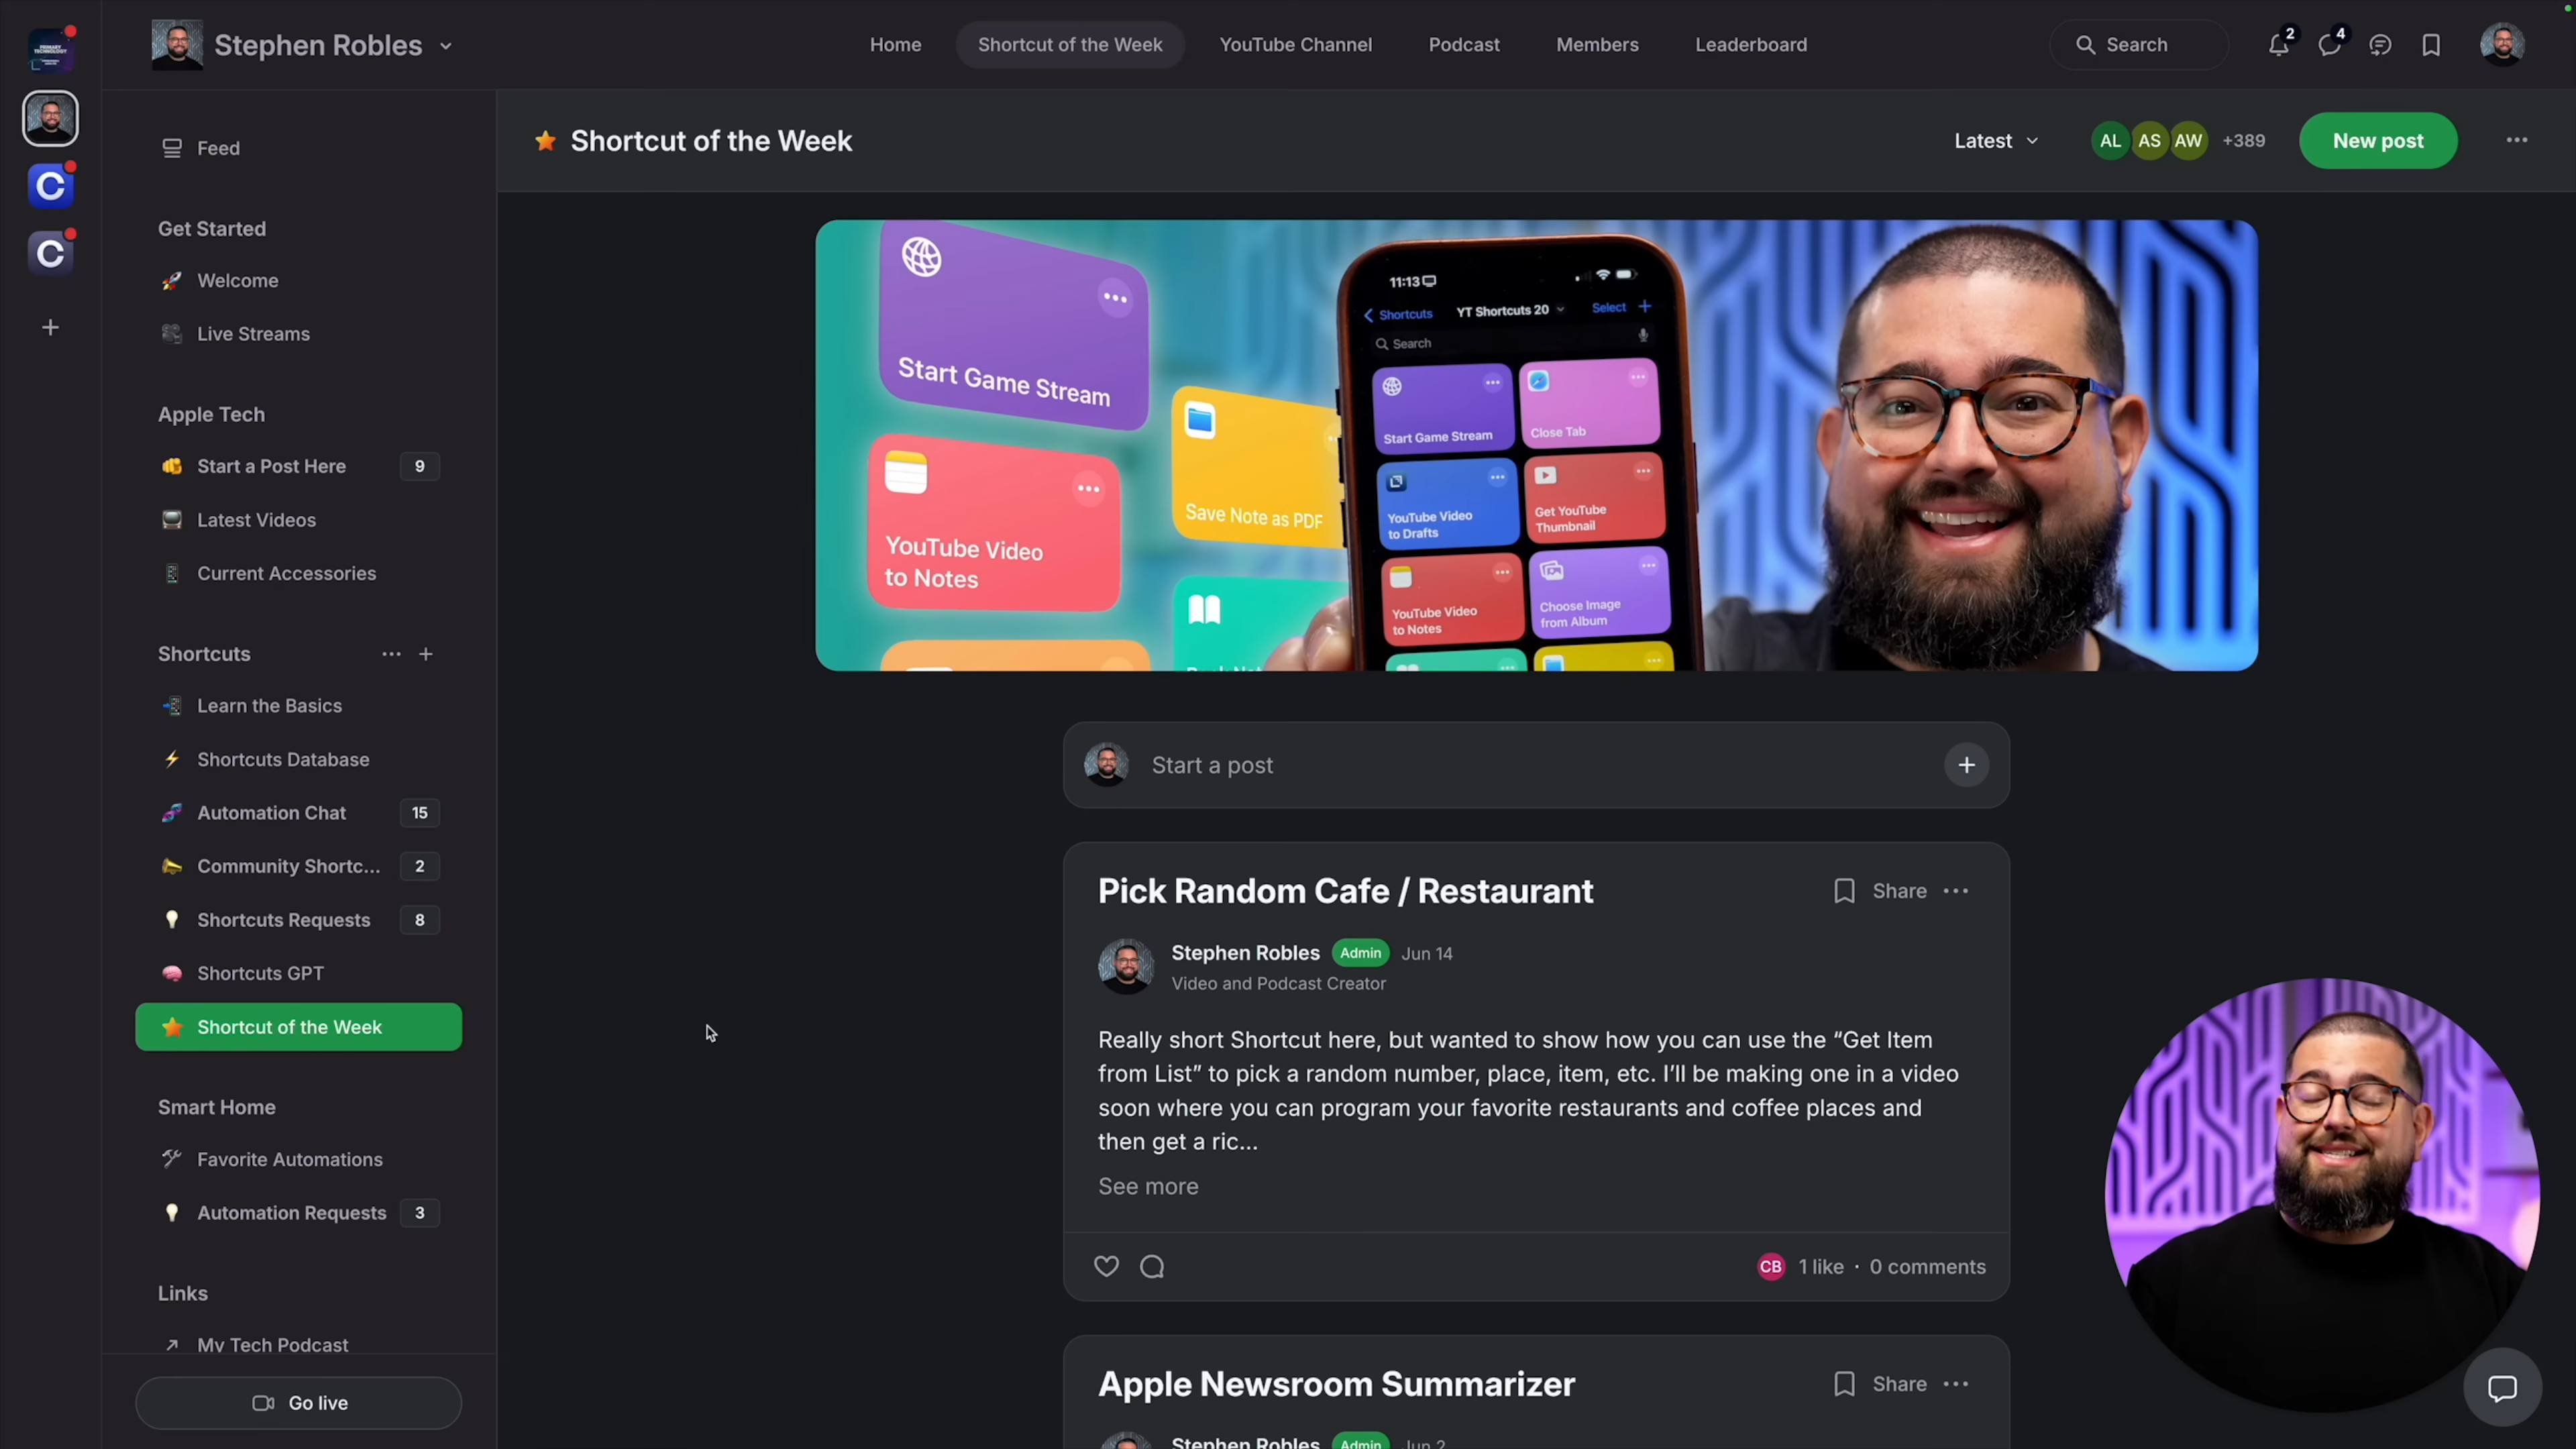 PRIMARY
TECHNOLOGY
Stephen Robles
Home
Shortcut of the Week
YouTube Channel
Podcast
Members
Leaderboard
Search
2
4
Feed
Get Started
Welcome
Live Streams
Apple Tech
Start a Post Here
9
Latest Videos
Current Accessories
Shortcuts
Learn the Basics
Shortcuts Database
Automation Chat
15
Community Shortc...
2
Shortcuts Requests
8
Shortcuts GPT
Shortcut of the Week
Smart Home
Favorite Automations
Automation Requests
3
Links
My Tech Podcast
Go live
Shortcut of the Week
Latest
AL
AS
AW
+389
New post
Start Game Stream
YouTube Video
to Notes
Save Note as PDF
11:13
Shortcuts
YT Shortcuts 20
Select
Search
Start Game Stream
Close Tab
YouTube Video
to Drafts
Get YouTube
Thumbnail
YouTube Video
to Notes
Choose Image
from Album
Start a post
Pick Random Cafe / Restaurant
Share
Stephen Robles
Admin
Jun 14
Video and Podcast Creator
Really short Shortcut here, but wanted to show how you can use the “Get Item
from List” to pick a random number, place, item, etc. I’ll be making one in a video
soon where you can program your favorite restaurants and coffee places and
then get a ric...
See more
CB
1 like · 0 comments
Apple Newsroom Summarizer
Share
Stephen Robles
Admin
Jun 2